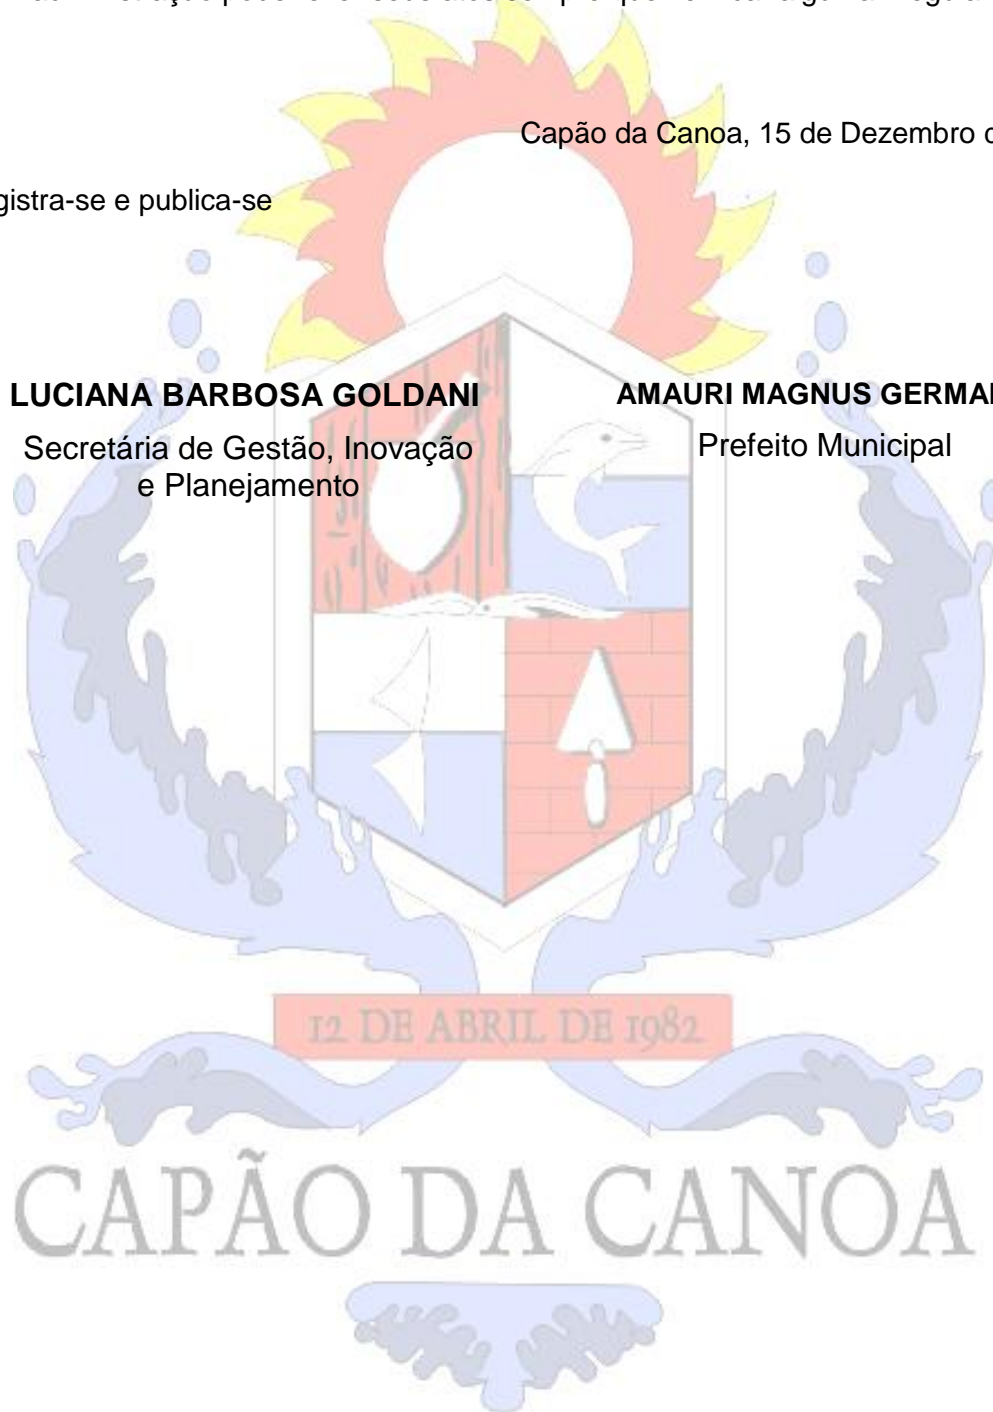 Capão da Canoa, 15 de Dezembro
gistra-se e publica-se
LUCIANA BARBOSA GOLDANI
AMAURI MAGNUS GERMA
Secretária de Gestão, Inovação
e Planejamento
Prefeito Municipal
12 DE ABRIL DE 1982
CAPÃO DA CANOA